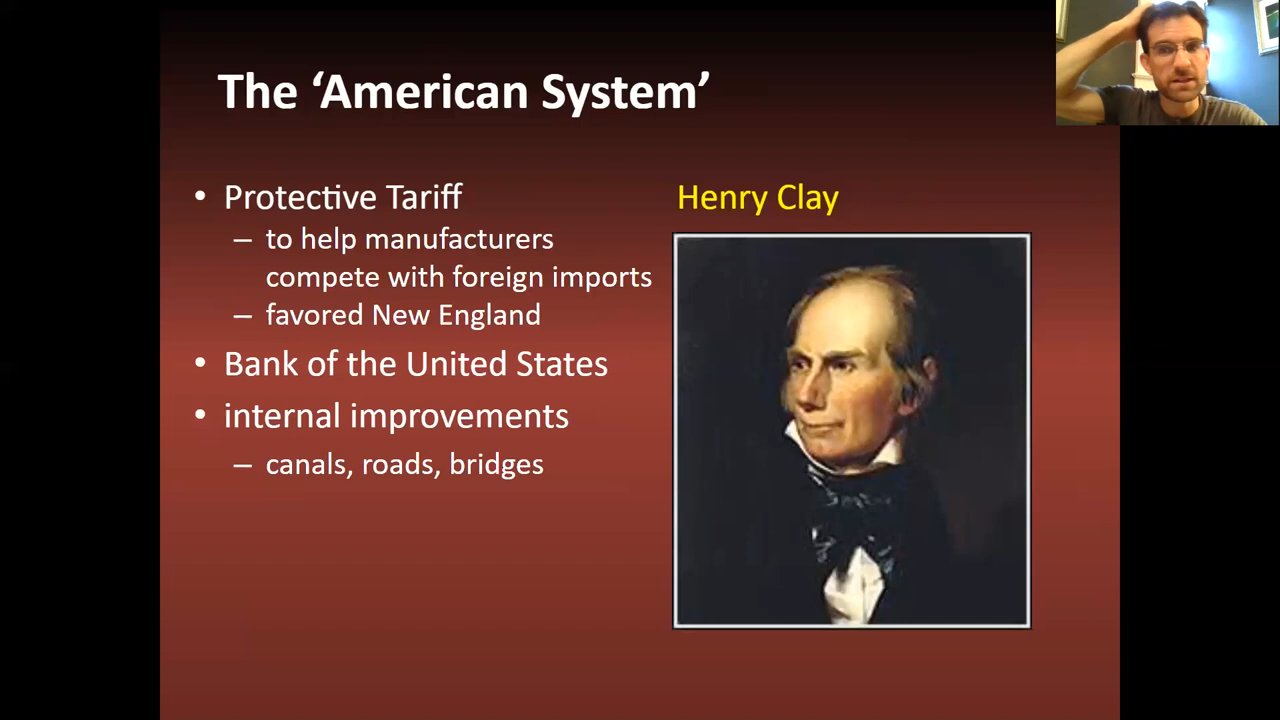 The ‘American System’
• Protective Tariff
– to help manufacturers
compete with foreign imports
– favored New England
• Bank of the United States
• internal improvements
– canals, roads, bridges
Henry Clay